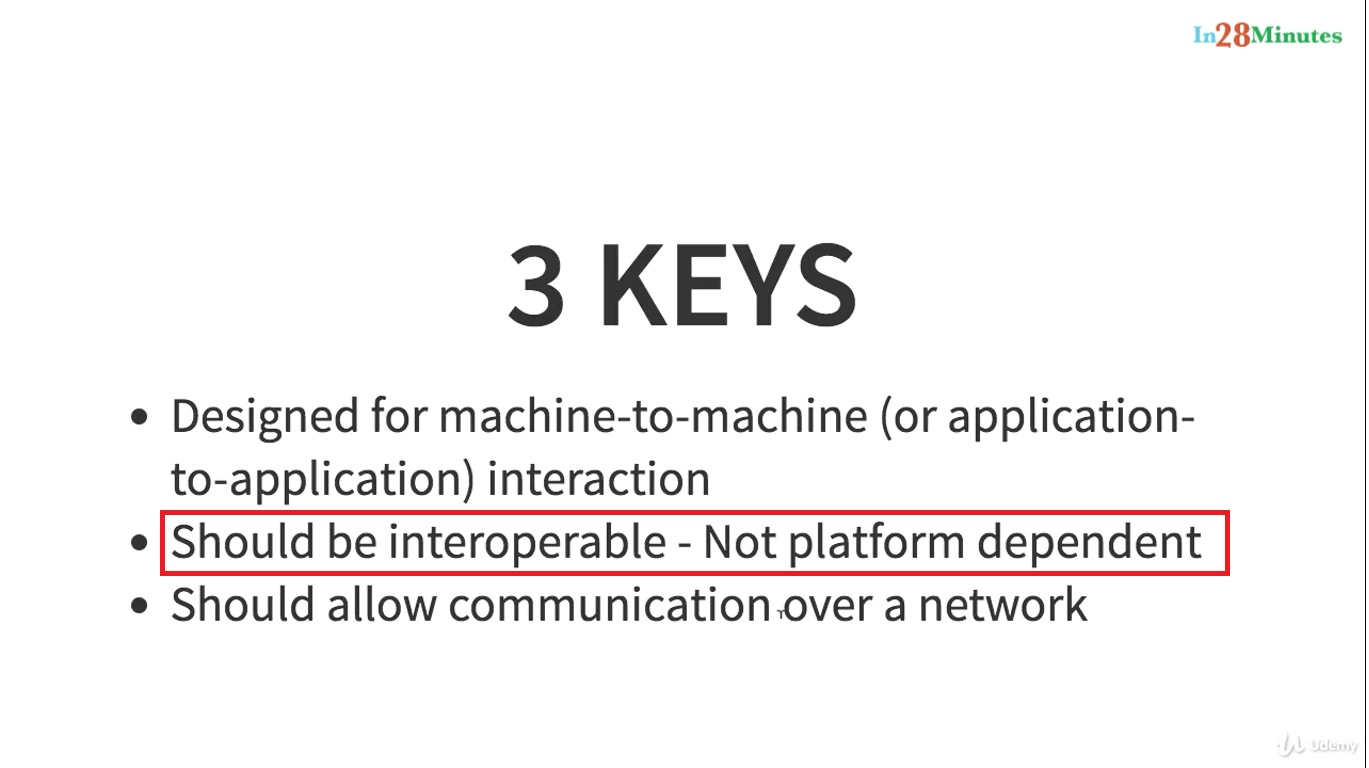 In28Minutes
3 KEYS
• Designed for machine-to-machine (or application-
to-application) interaction
• Should be interoperable - Not platform dependent
• Should allow communication over a network
Udemy